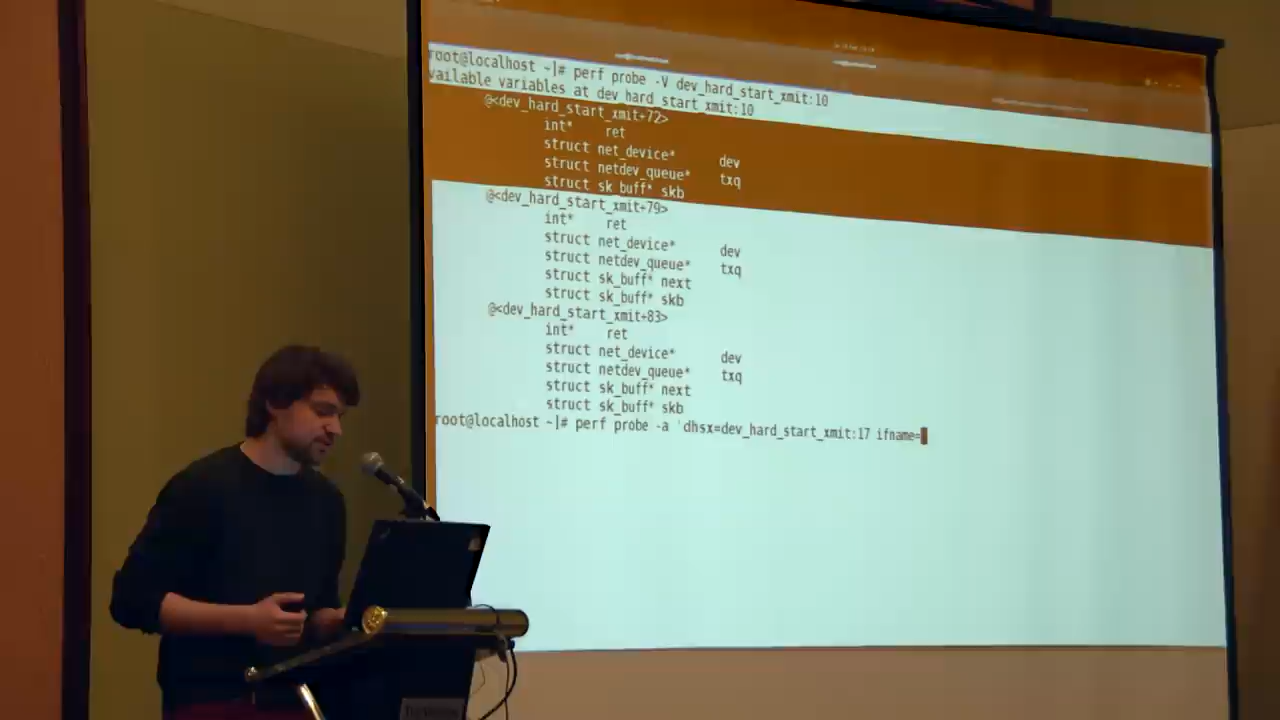 root@localhost ~]# perf probe -V dev_hard_start_xmit:10
vailable variables at dev_hard_start_xmit:10
@<dev_hard_start_xmit+72>
int* ret
struct net_device* dev
struct netdev_queue* txq
struct sk_buff* skb
@<dev_hard_start_xmit+79>
int* ret
struct net_device* dev
struct netdev_queue* txq
struct sk_buff* next
struct sk_buff* skb
@<dev_hard_start_xmit+83>
int* ret
struct net_device* dev
struct netdev_queue* txq
struct sk_buff* next
struct sk_buff* skb
root@localhost ~]# perf probe -a 'dhsx=dev_hard_start_xmit:17 ifname=